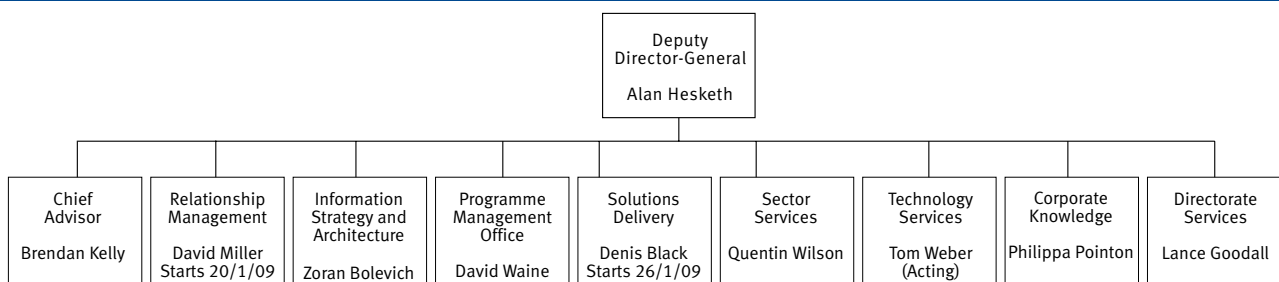 Deputy
Director-General
Alan Hesketh
Chief
Advisor
Brendan Kelly
Relationship
Management
David Miller
Starts 20/1/09
Information
Strategy and
Architecture
Zoran Bolevich
Programme
Management
Office
David Waine
Solutions
Delivery
Denis Black
Starts 26/1/09
Sector
Services
Quentin Wilson
Technology
Services
Tom Weber
(Acting)
Corporate
Knowledge
Philippa Pointon
Directorate
Services
Lance Goodall